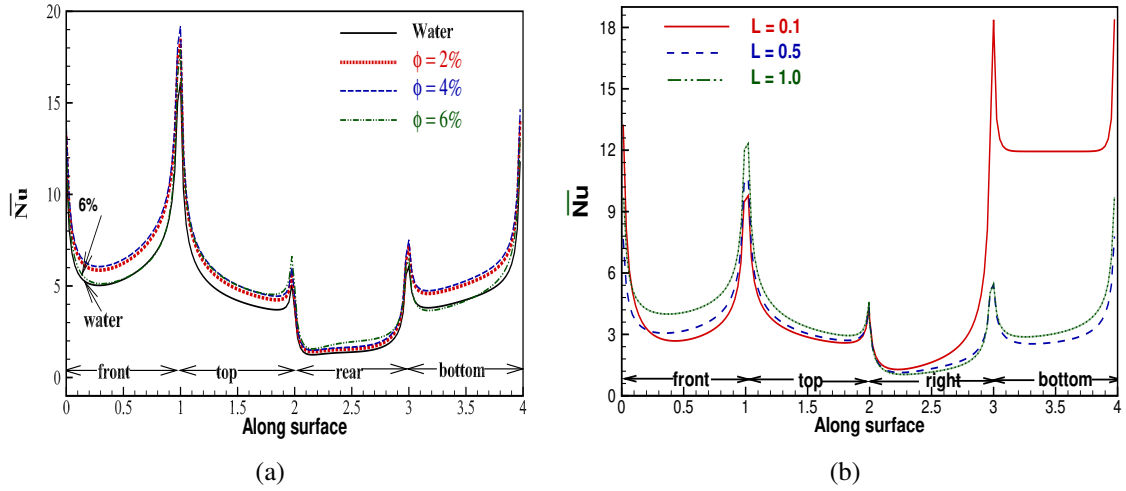 20
15
10
5
0
Nu
Water
ϕ = 2%
ϕ = 4%
ϕ = 6%
6%
water
front
top
rear
bottom
0
0.5
1
1.5
2
2.5
3
3.5
4
Along surface
(a)
18
15
12
9
6
3
0
Nu
L = 0.1
L = 0.5
L = 1.0
front
top
right
bottom
0
0.5
1
1.5
2
2.5
3
3.5
4
Along surface
(b)